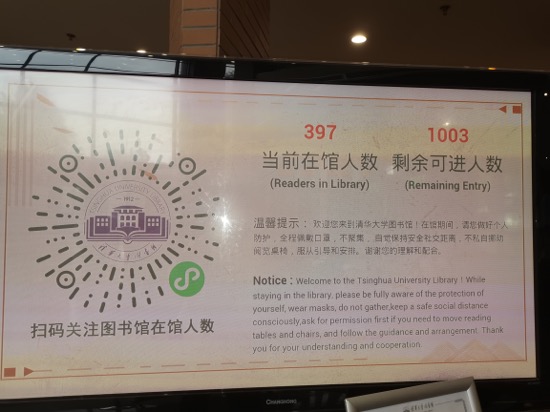 397
1003
当前在馆人数
剩余可进人数
(Readers in Library)
(Remaining Entry)
温馨提示：欢迎您来到清华大学图书馆！在馆期间，请您做好个人
防护，全程佩戴口罩，不聚集，自觉保持安全社交距离，不私自挪动
阅览桌椅，服从引导和安排。谢谢您的理解和配合。
Notice : Welcome to the Tsinghua University Library ! While
staying in the library, please be fully aware of the protection of
yourself, wear masks, do not gather,keep a safe social distance
consciously,ask for permission first if you need to move reading
tables and chairs, and follow the guidance and arrangement. Thank
you for your understanding and cooperation.
1912
扫码关注图书馆在馆人数
CHANGHONG